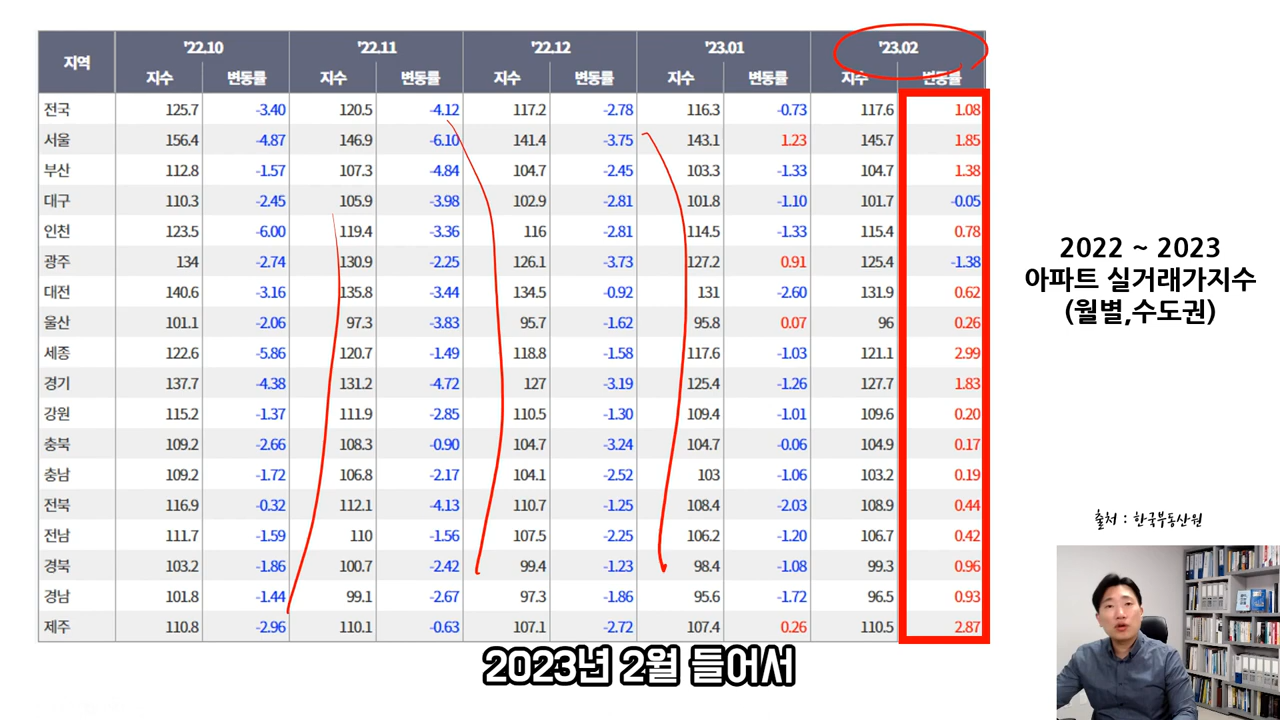 지역 '22.10 '22.11 '22.12 '23.01 '23.02
지수 변동률 지수 변동률 지수 변동률 지수 변동률 지수 변동률
전국 125.7 -3.40 120.5 -4.12 117.2 -2.78 116.3 -0.73 117.6 1.08
서울 156.4 -4.87 146.9 -6.10 141.4 -3.75 143.1 1.23 145.7 1.85
부산 112.8 -1.57 107.3 -4.84 104.7 -2.45 103.3 -1.33 104.7 1.38
대구 110.3 -2.45 105.9 -3.98 102.9 -2.81 101.8 -1.10 101.7 -0.05
인천 123.5 -6.00 119.4 -3.36 116 -2.81 114.5 -1.33 115.4 0.78
광주 134 -2.74 130.9 -2.25 126.1 -3.73 127.2 0.91 125.4 -1.38
대전 140.6 -3.16 135.8 -3.44 134.5 -0.92 131 -2.60 131.9 0.62
울산 101.1 -2.06 97.3 -3.83 95.7 -1.62 95.8 0.07 96 0.26
세종 122.6 -5.86 120.7 -1.49 118.8 -1.58 117.6 -1.03 121.1 2.99
경기 137.7 -4.38 131.2 -4.72 127 -3.19 125.4 -1.26 127.7 1.83
강원 115.2 -1.37 111.9 -2.85 110.5 -1.30 109.4 -1.01 109.6 0.20
충북 109.2 -2.66 108.3 -0.90 104.7 -3.24 104.7 -0.06 104.9 0.17
충남 109.2 -1.72 106.8 -2.17 104.1 -2.52 103 -1.06 103.2 0.19
전북 116.9 -0.32 112.1 -4.13 110.7 -1.25 108.4 -2.03 108.9 0.44
전남 111.7 -1.59 110 -1.56 107.5 -2.25 106.2 -1.20 106.7 0.42
경북 103.2 -1.86 100.7 -2.42 99.4 -1.23 98.4 -1.08 99.3 0.96
경남 101.8 -1.44 99.1 -2.67 97.3 -1.86 95.6 -1.72 96.5 0.93
제주 110.8 -2.96 110.1 -0.63 107.1 -2.72 107.4 0.26 110.5 2.87
2022 ~ 2023
아파트 실거래가지수
(월별,수도권)
출처 : 한국부동산원
2023년 2월 들어서